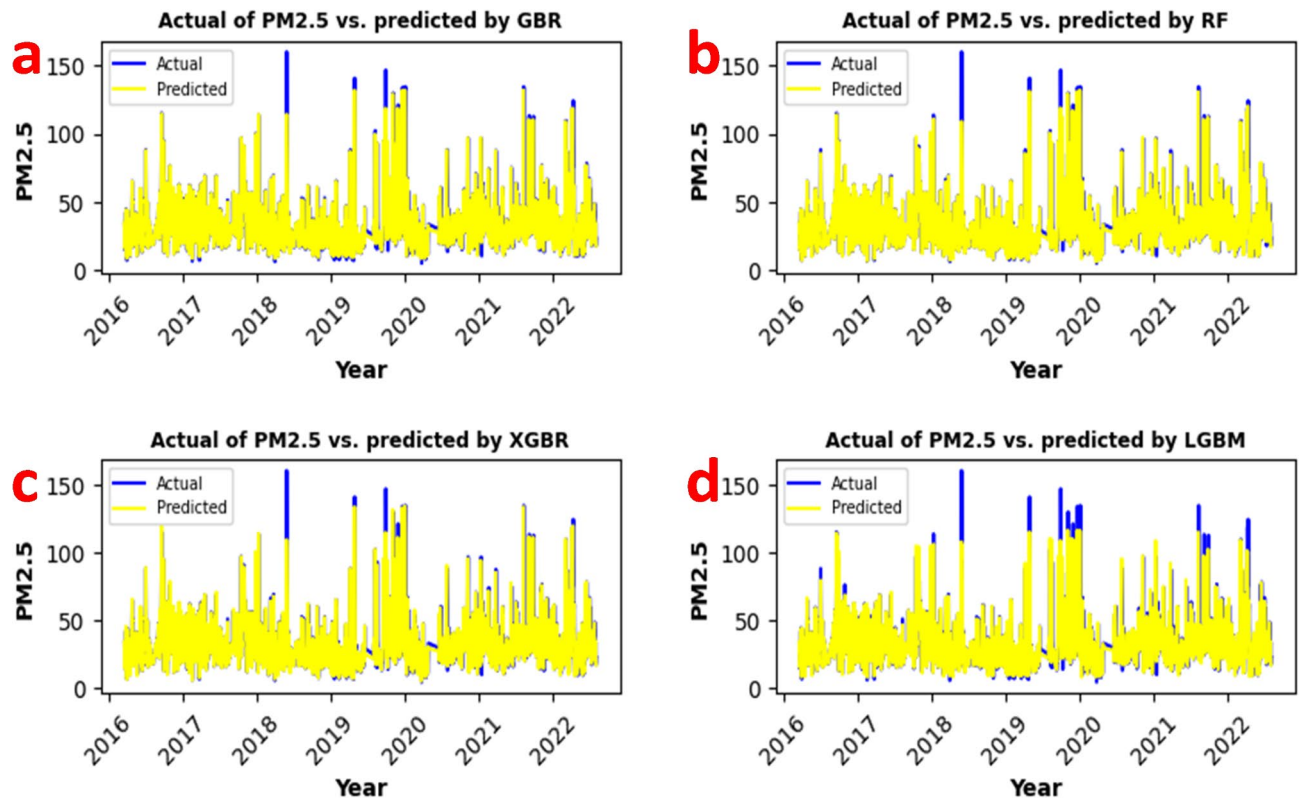 Actual of PM2.5 vs. predicted by GBR
a
Actual
Predicted
PM2.5
150
100
50
0
2016
2017
2018
2019
2020
2021
2022
Year
Actual of PM2.5 vs. predicted by RF
b
Actual
Predicted
PM2.5
150
100
50
0
2016
2017
2018
2019
2020
2021
2022
Year
Actual of PM2.5 vs. predicted by XGBR
c
Actual
Predicted
PM2.5
150
100
50
0
2016
2017
2018
2019
2020
2021
2022
Year
Actual of PM2.5 vs. predicted by LGBM
d
Actual
Predicted
PM2.5
150
100
50
0
2016
2017
2018
2019
2020
2021
2022
Year